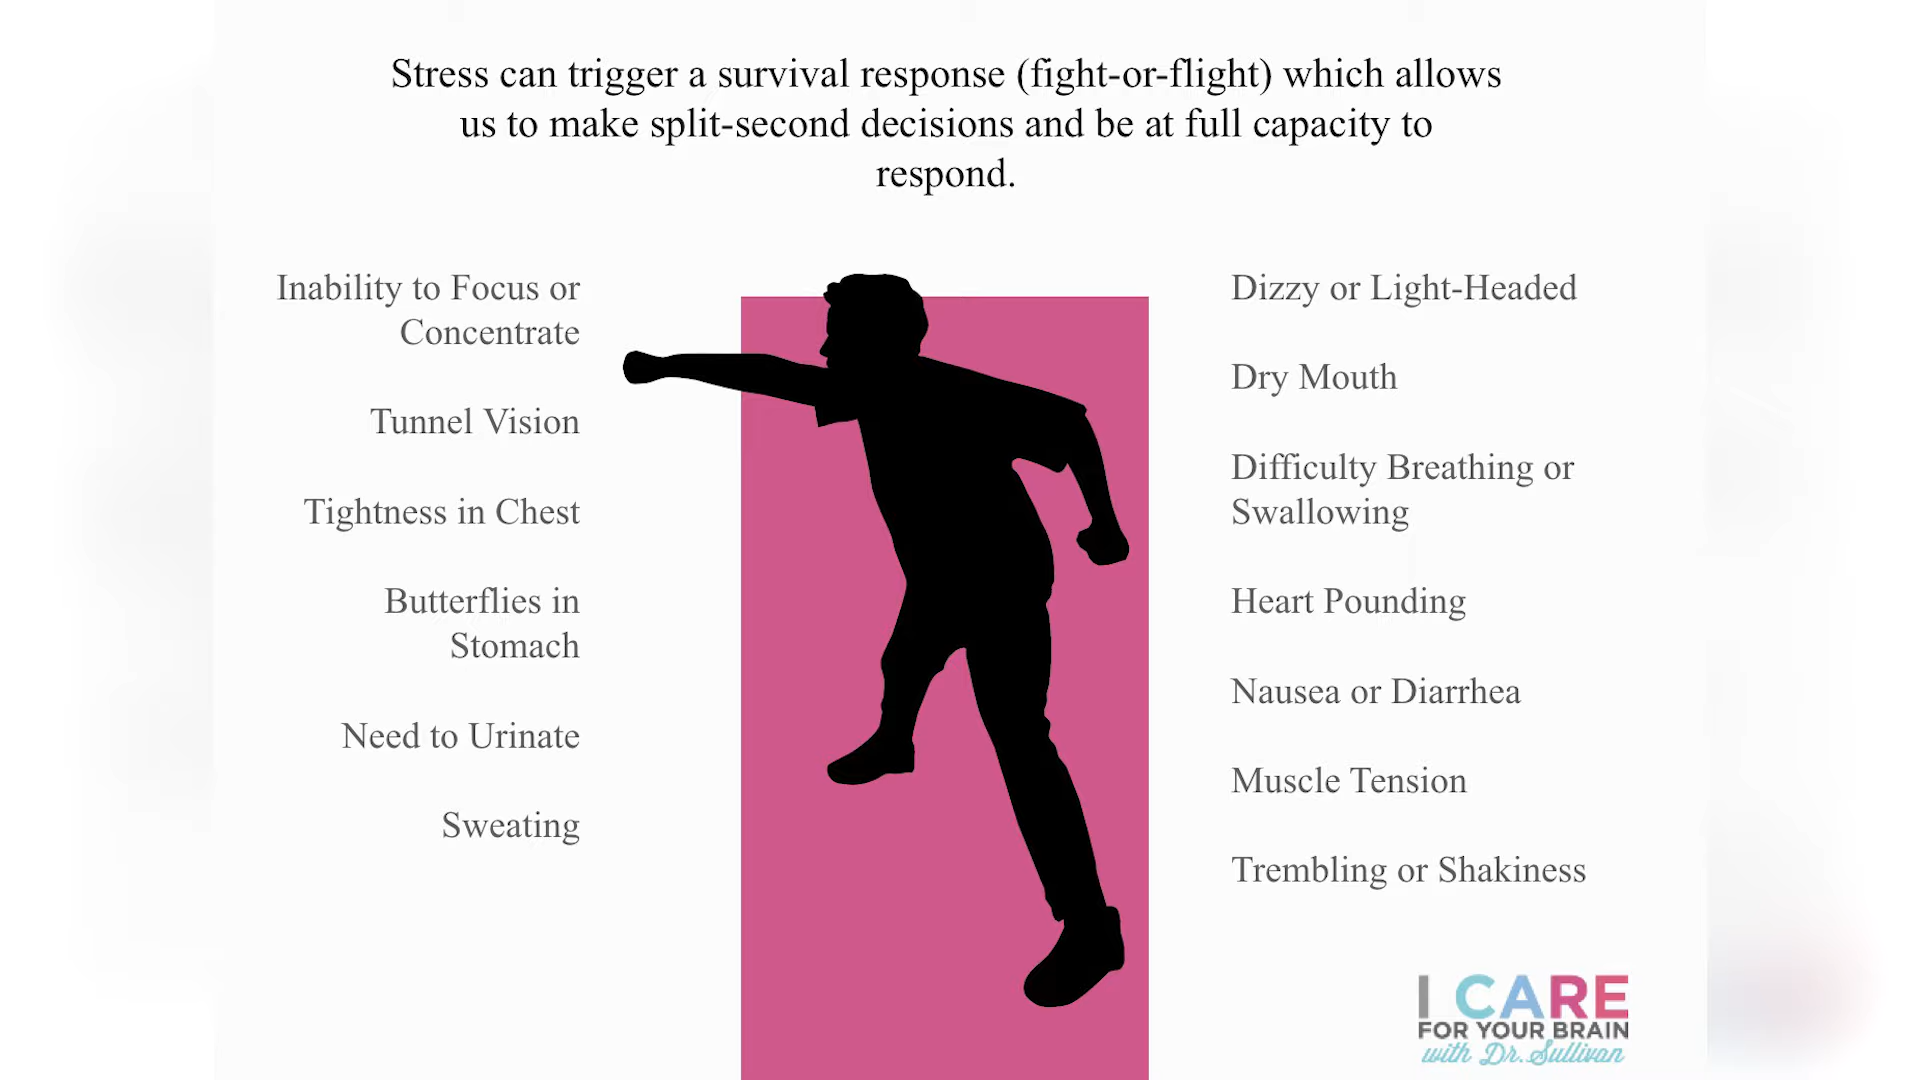 Stress can trigger a survival response (fight-or-flight) which allows
us to make split-second decisions and be at full capacity to
respond.
Inability to Focus or
Concentrate
Tunnel Vision
Tightness in Chest
Butterflies in
Stomach
Need to Urinate
Sweating
Dizzy or Light-Headed
Dry Mouth
Difficulty Breathing or
Swallowing
Heart Pounding
Nausea or Diarrhea
Muscle Tension
Trembling or Shakiness
I CARE
FOR YOUR BRAIN
with Dr. Sullivan